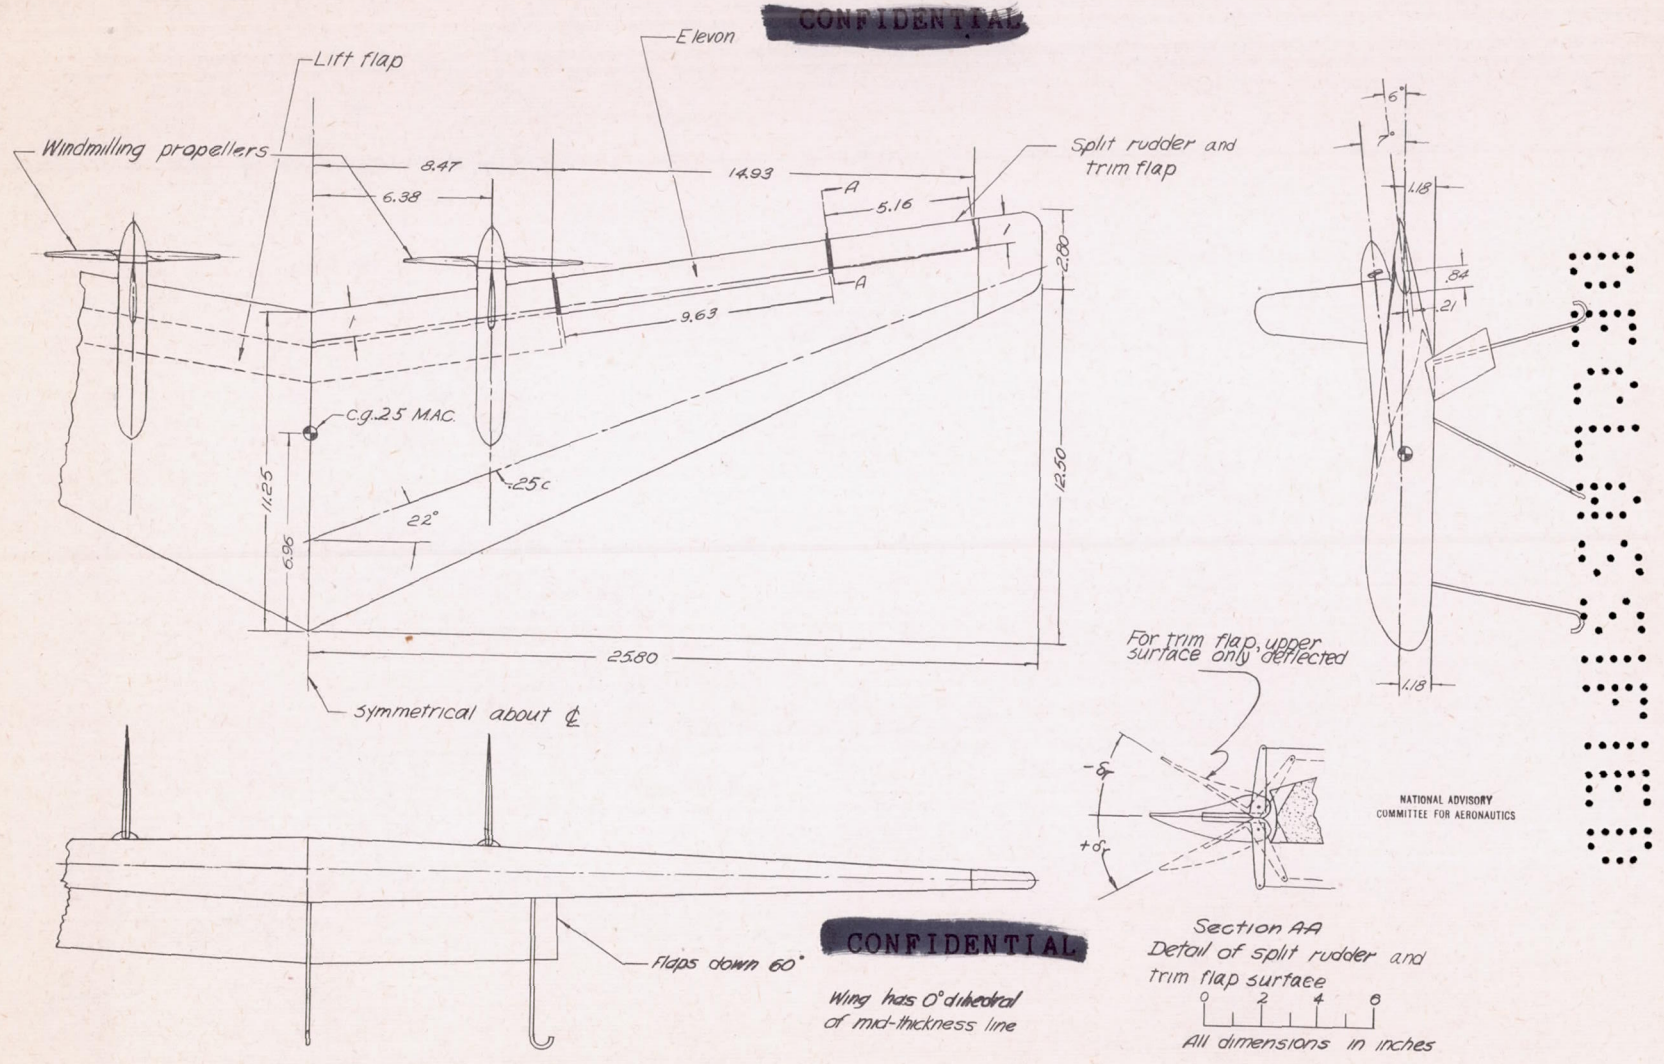 CONFIDENTIAL
Elevon
Lift flap
6°
7°
Windmilling propellers
Split rudder and
trim flap
8.47
14.93
1.18
A
6.38
5.16
2.80
.84
A
.21
9.63
c.g. .25 M.A.C.
11.25
6.96
.25c
12.50
22°
25.80
For trim flap, upper
surface only deflected
1.18
Symmetrical about ℄
-δr
NATIONAL ADVISORY
COMMITTEE FOR AERONAUTICS
+δr
CONFIDENTIAL
Flaps down 60°
Section A-A
Detail of split rudder and
trim flap surface
Wing has 0° dihedral
of mid-thickness line
0 2 4 6
All dimensions in inches